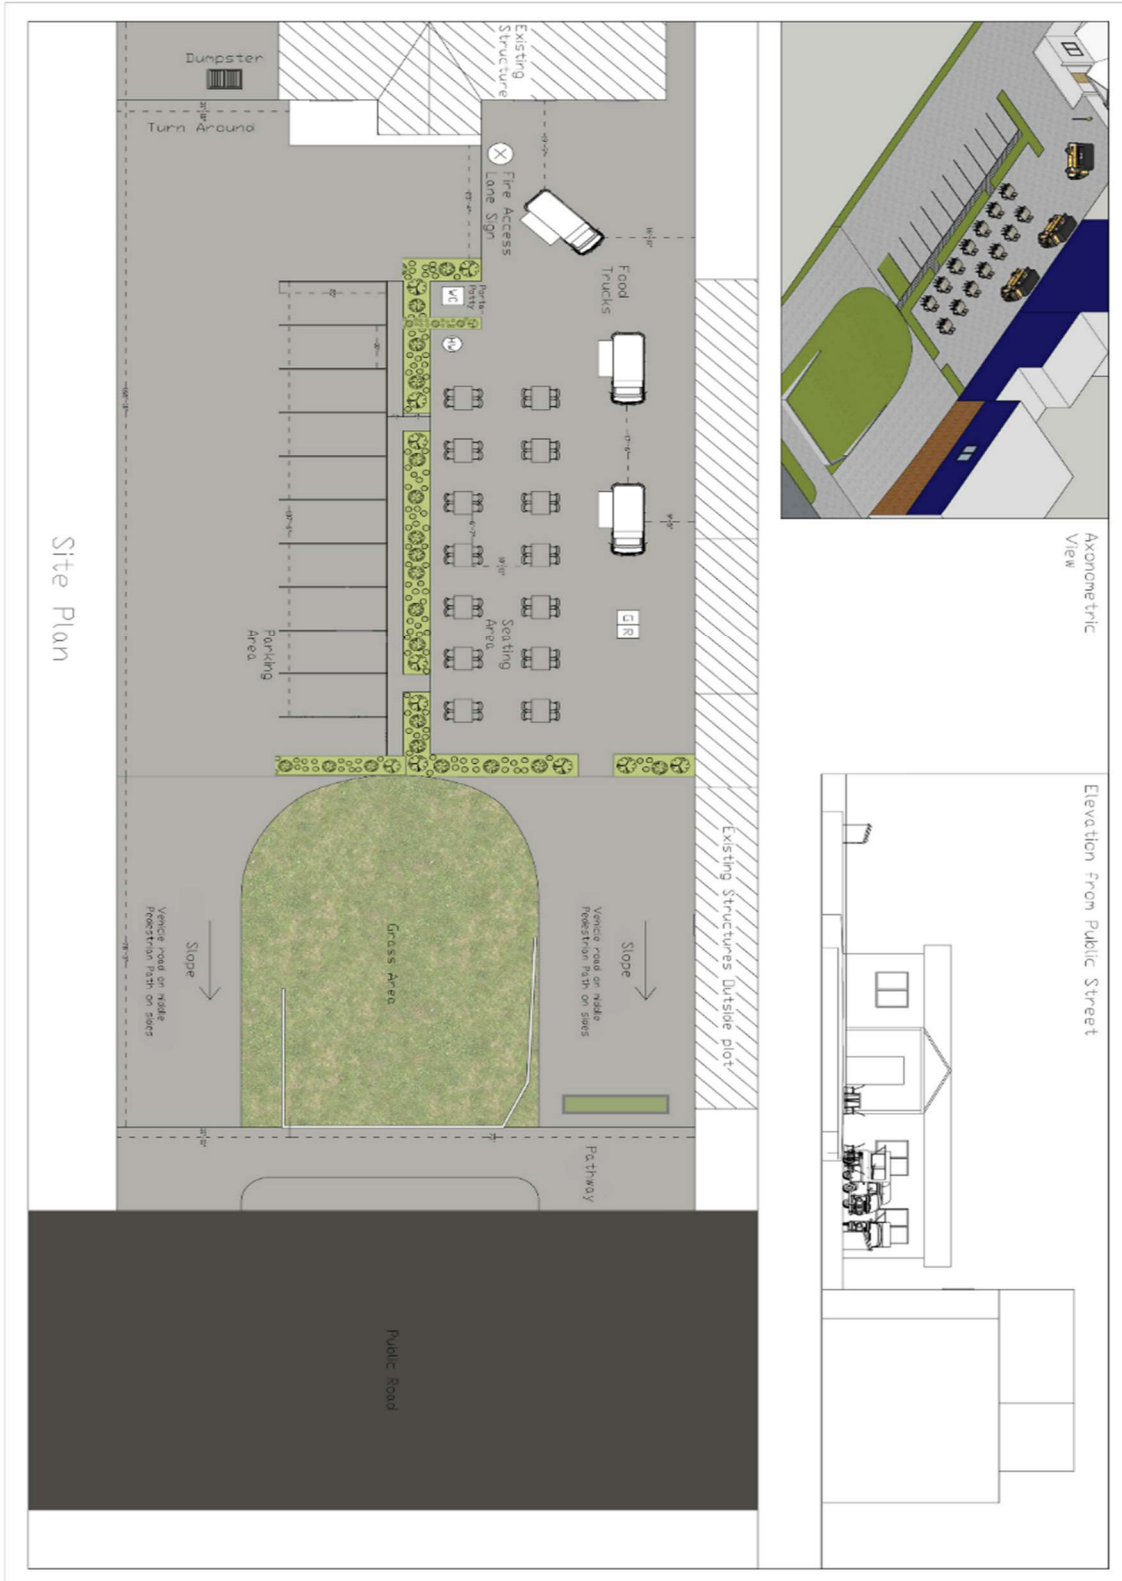 Axonometric
View
Elevation from Public Street
Existing
Structure
Dumpster
Turn Around
Fire Access
Lane Sign
X
Food
Trucks
Porta-
Potty
WC
HW
G R
Seating
Area
Parking
Area
Existing Structures Outside plot
Slope
Vehicle road on middle
Pedestrian Path on sides
Grass Area
Slope
Vehicle road on middle
Pedestrian Path on sides
Pathway
Public Road
Site Plan